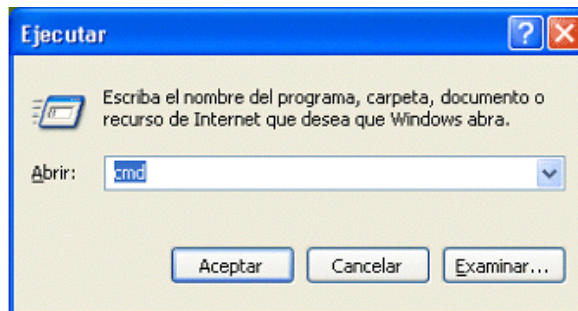 Ejecutar
Escriba el nombre del programa, carpeta, documento o
recurso de Internet que desea que Windows abra.
Abrir: cmd
Aceptar Cancelar Examinar...